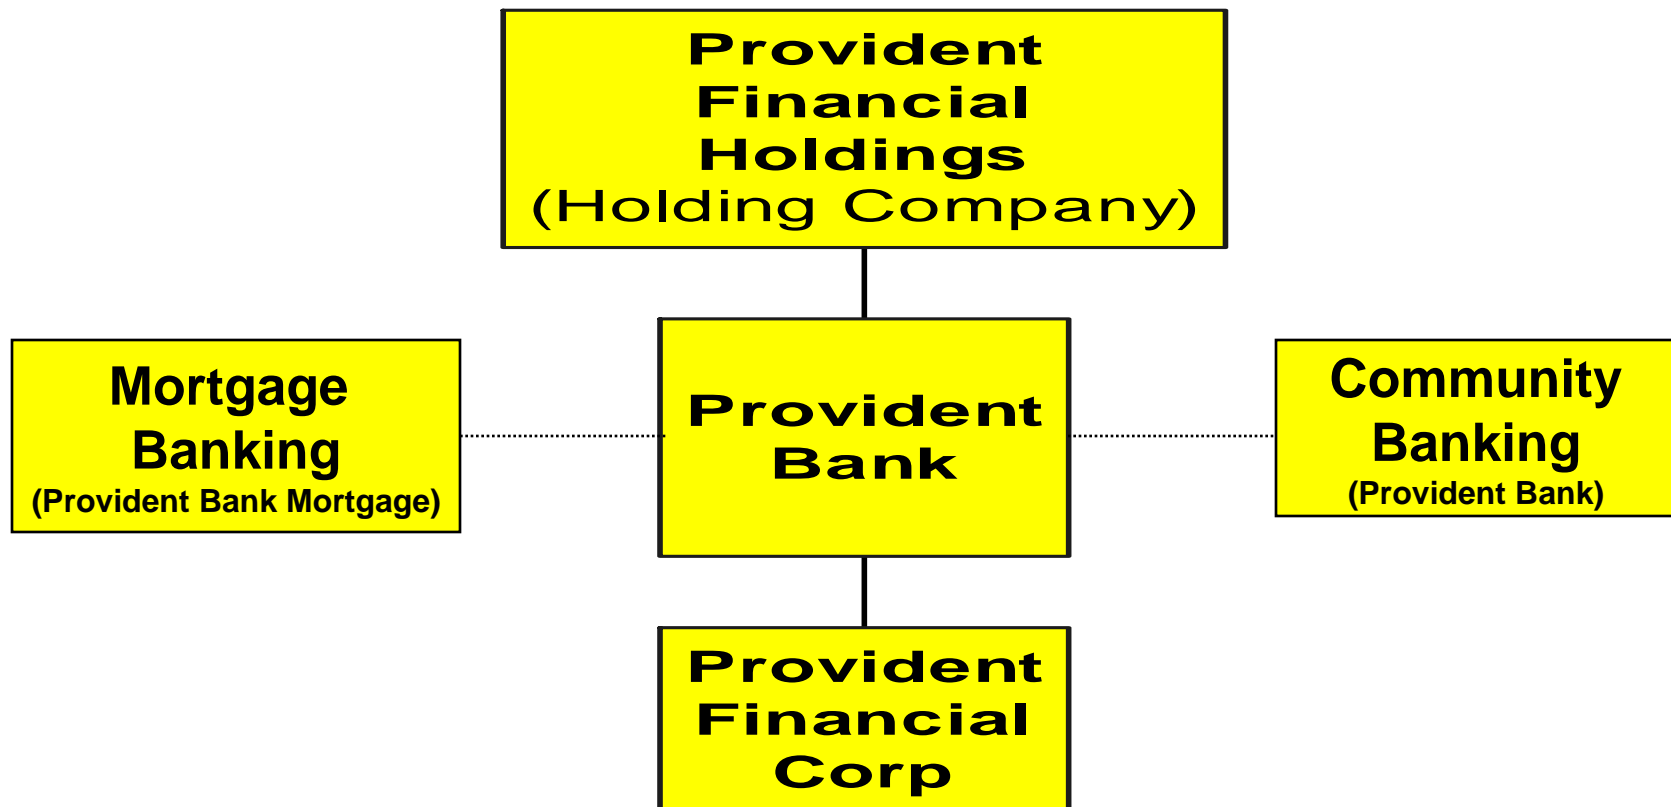 Provident
Financial
Holdings
(Holding Company)
Mortgage
Banking
(Provident Bank Mortgage)
Provident
Bank
Community
Banking
(Provident Bank)
Provident
Financial
Corp